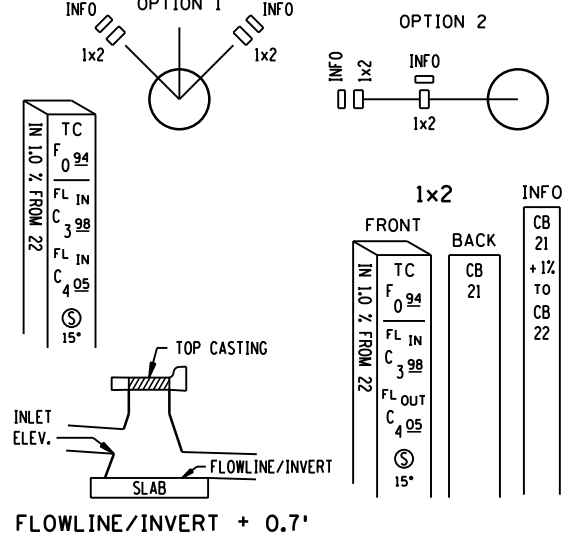 OPTION 1
INFO
INFO
1x2
1x2
OPTION 2
INFO
1x2
INFO
1x2
IN 1.0 % FROM 22
TC
F 0 94
FL IN
C 3 98
FL IN
C 4 05
S
15"
1x2
FRONT
BACK
INFO
IN 1.0 % FROM 22
TC
F 0 94
FL IN
C 3 98
FL OUT
C 4 05
S
15"
CB
21
CB
21
+1%
TO
CB
22
TOP CASTING
INLET
ELEV.
FLOWLINE/INVERT
SLAB
FLOWLINE/INVERT + 0.7'